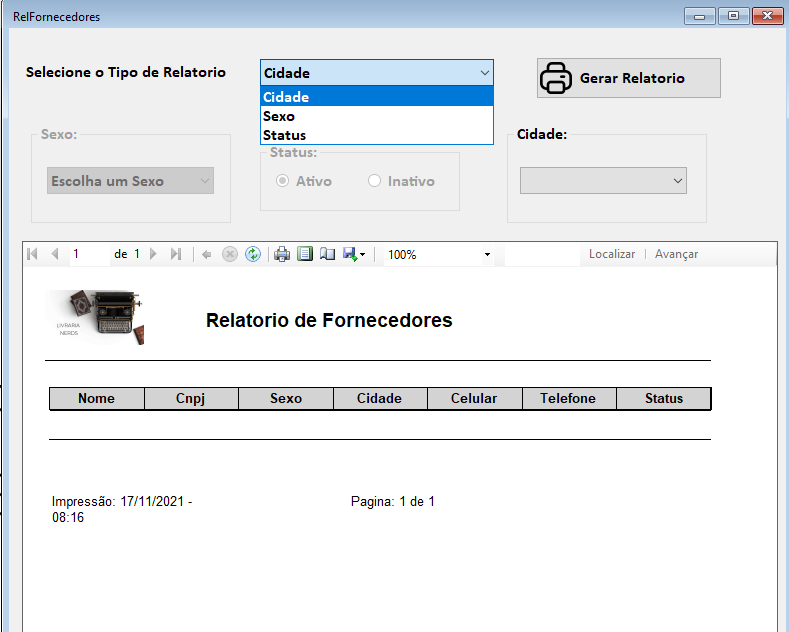 RelFornecedores
Selecione o Tipo de Relatorio
Cidade
Gerar Relatorio
Cidade
Sexo
Status
Sexo:
Escolha um Sexo
Status:
Ativo Inativo
Cidade:
1 de 1 100% Localizar Avançar
LIVRARIA
NERDS
Relatorio de Fornecedores
Nome Cnpj Sexo Cidade Celular Telefone Status
Impressão: 17/11/2021 - Pagina: 1 de 1
08:16